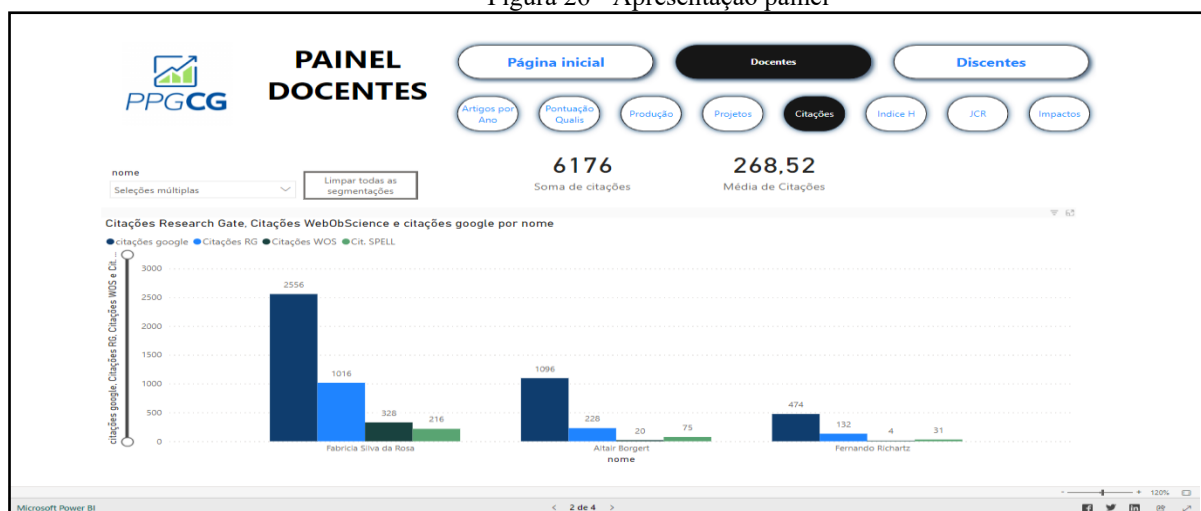 Figura 26 - Apresentação painel
PPGCG
PAINEL
DOCENTES
Página inicial
Docentes
Discentes
Artigos por
Ano
Pontuação
Qualis
Produção
Projetos
Citações
Indice H
JCR
Impactos
nome
Seleções múltiplas
Limpar todas as
segmentações
6176
Soma de citações
268,52
Média de Citações
Citações Research Gate, Citações WebObScience e citações google por nome
citações google Citações RG Citações WOS Cit. SPELL
citações google, Citações RG, Citações WOS e Cit. ...
3000
2500
2000
1500
1000
500
0
2556
1016
328
216
1096
228
20
75
474
132
4
31
Fabricia Silva da Rosa
Altair Borgert
Fernando Richartz
nome
- + 120%
Microsoft Power BI
< 2 de 4 >